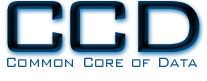 CCD
Common Core of Data